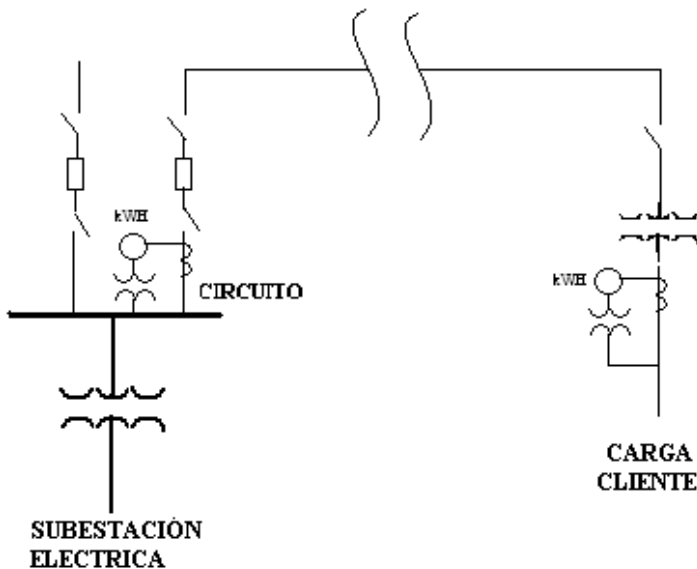 kWH
CIRCUITO
kWH
CARGA
CLIENTE
SUBESTACIÓN
ELECTRICA